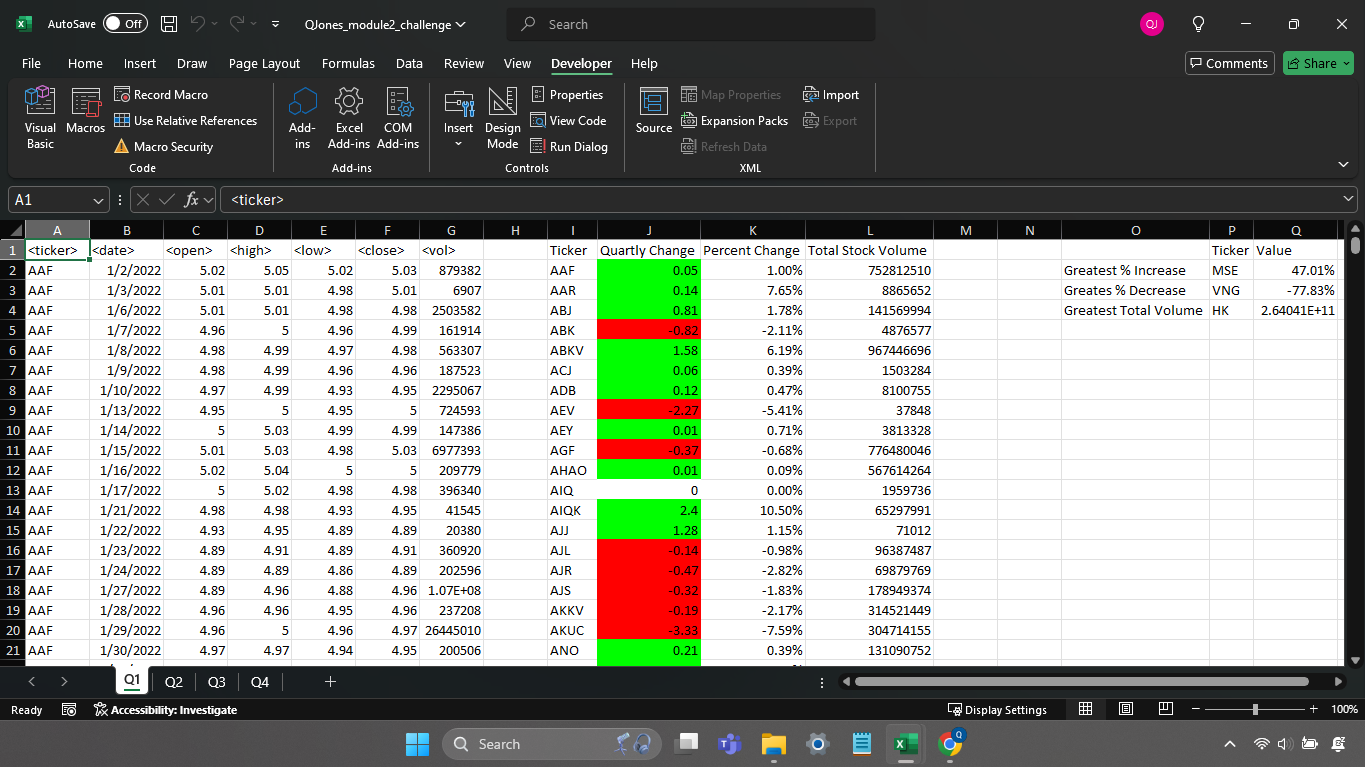 AutoSave Off QJones_module2_challenge Search QJ
File Home Insert Draw Page Layout Formulas Data Review View Developer Help Comments Share
Visual Basic
Macros
Record Macro
Use Relative References
Macro Security
Code
Add-ins
Excel Add-ins
COM Add-ins
Add-ins
Insert
Design Mode
Properties
View Code
Run Dialog
Controls
Source
Map Properties
Expansion Packs
Refresh Data
Import
Export
XML
A1 fx <ticker>
A B C D E F G H I J K L M N O P Q
1 <ticker> <date> <open> <high> <low> <close> <vol> Ticker Quartly Change Percent Change Total Stock Volume Ticker Value
2 AAF 1/2/2022 5.02 5.05 5.02 5.03 879382 AAF 0.05 1.00% 752812510 Greatest % Increase MSE 47.01%
3 AAF 1/3/2022 5.01 5.01 4.98 5.01 6907 AAR 0.14 7.65% 8865652 Greates % Decrease VNG -77.83%
4 AAF 1/6/2022 5.01 5.01 4.98 4.98 2503582 ABJ 0.81 1.78% 141569994 Greatest Total Volume HK 2.64041E+11
5 AAF 1/7/2022 4.96 5 4.96 4.99 161914 ABK -0.82 -2.11% 4876577
6 AAF 1/8/2022 4.98 4.99 4.97 4.98 563307 ABKV 1.58 6.19% 967446696
7 AAF 1/9/2022 4.98 4.99 4.96 4.96 187523 ACJ 0.06 0.39% 1503284
8 AAF 1/10/2022 4.97 4.99 4.93 4.95 2295067 ADB 0.12 0.47% 8100755
9 AAF 1/13/2022 4.95 5 4.95 5 724593 AEV -2.27 -5.41% 37848
10 AAF 1/14/2022 5 5.03 4.99 4.99 147386 AEY 0.01 0.71% 3813328
11 AAF 1/15/2022 5.01 5.03 4.98 5.03 6977393 AGF -0.37 -0.68% 776480046
12 AAF 1/16/2022 5.02 5.04 5 5 209779 AHAO 0.01 0.09% 567614264
13 AAF 1/17/2022 5 5.02 4.98 4.98 396340 AIQ 0 0.00% 1959736
14 AAF 1/21/2022 4.98 4.98 4.93 4.95 41545 AIQK 2.4 10.50% 65297991
15 AAF 1/22/2022 4.93 4.95 4.89 4.89 20380 AJJ 1.28 1.15% 71012
16 AAF 1/23/2022 4.89 4.91 4.89 4.91 360920 AJL -0.14 -0.98% 96387487
17 AAF 1/24/2022 4.89 4.89 4.86 4.89 202596 AJR -0.47 -2.82% 69879769
18 AAF 1/27/2022 4.89 4.96 4.88 4.96 1.07E+08 AJS -0.32 -1.83% 178949374
19 AAF 1/28/2022 4.96 4.96 4.95 4.96 237208 AKKV -0.19 -2.17% 314521449
20 AAF 1/29/2022 4.96 5 4.96 4.97 26445010 AKUC -3.33 -7.59% 304714155
21 AAF 1/30/2022 4.97 4.97 4.94 4.95 200506 ANO 0.21 0.39% 131090752
Q1 Q2 Q3 Q4
Ready Accessibility: Investigate Display Settings 100%
Search Q